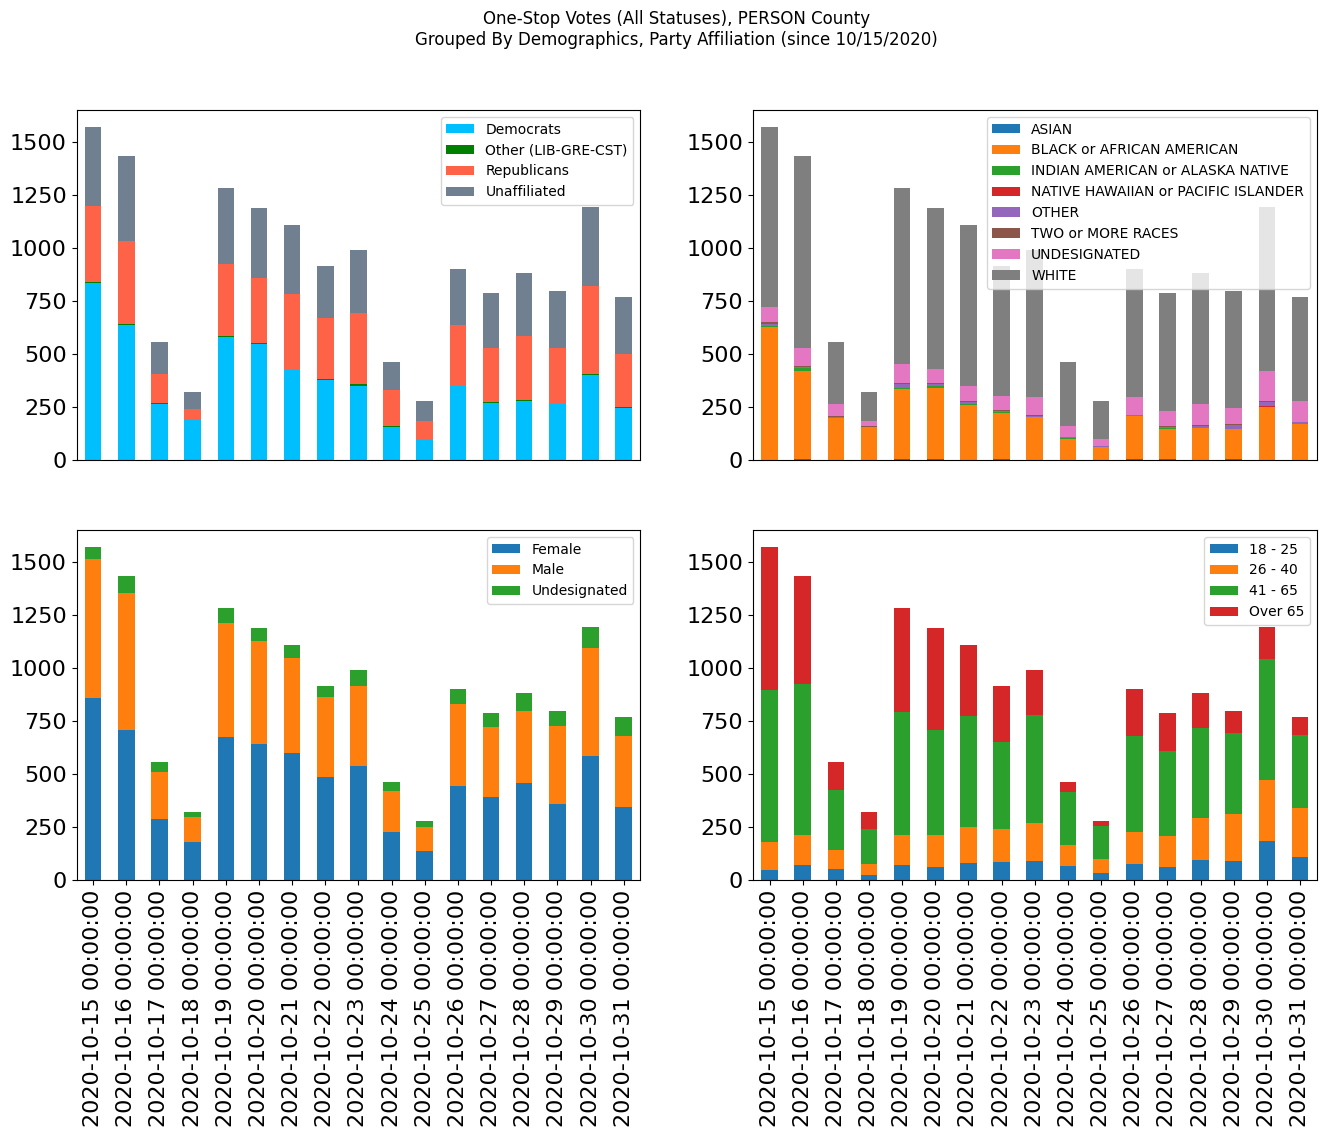 One-Stop Votes (All Statuses), PERSON County
Grouped By Demographics, Party Affiliation (since 10/15/2020)
1500
1250
1000
750
500
250
0
Democrats
Other (LIB-GRE-CST)
Republicans
Unaffiliated
1500
1250
1000
750
500
250
0
ASIAN
BLACK or AFRICAN AMERICAN
INDIAN AMERICAN or ALASKA NATIVE
NATIVE HAWAIIAN or PACIFIC ISLANDER
OTHER
TWO or MORE RACES
UNDESIGNATED
WHITE
1500
1250
1000
750
500
250
0
Female
Male
Undesignated
2020-10-15 00:00:00
2020-10-16 00:00:00
2020-10-17 00:00:00
2020-10-18 00:00:00
2020-10-19 00:00:00
2020-10-20 00:00:00
2020-10-21 00:00:00
2020-10-22 00:00:00
2020-10-23 00:00:00
2020-10-24 00:00:00
2020-10-25 00:00:00
2020-10-26 00:00:00
2020-10-27 00:00:00
2020-10-28 00:00:00
2020-10-29 00:00:00
2020-10-30 00:00:00
2020-10-31 00:00:00
1500
1250
1000
750
500
250
0
18 - 25
26 - 40
41 - 65
Over 65
2020-10-15 00:00:00
2020-10-16 00:00:00
2020-10-17 00:00:00
2020-10-18 00:00:00
2020-10-19 00:00:00
2020-10-20 00:00:00
2020-10-21 00:00:00
2020-10-22 00:00:00
2020-10-23 00:00:00
2020-10-24 00:00:00
2020-10-25 00:00:00
2020-10-26 00:00:00
2020-10-27 00:00:00
2020-10-28 00:00:00
2020-10-29 00:00:00
2020-10-30 00:00:00
2020-10-31 00:00:00